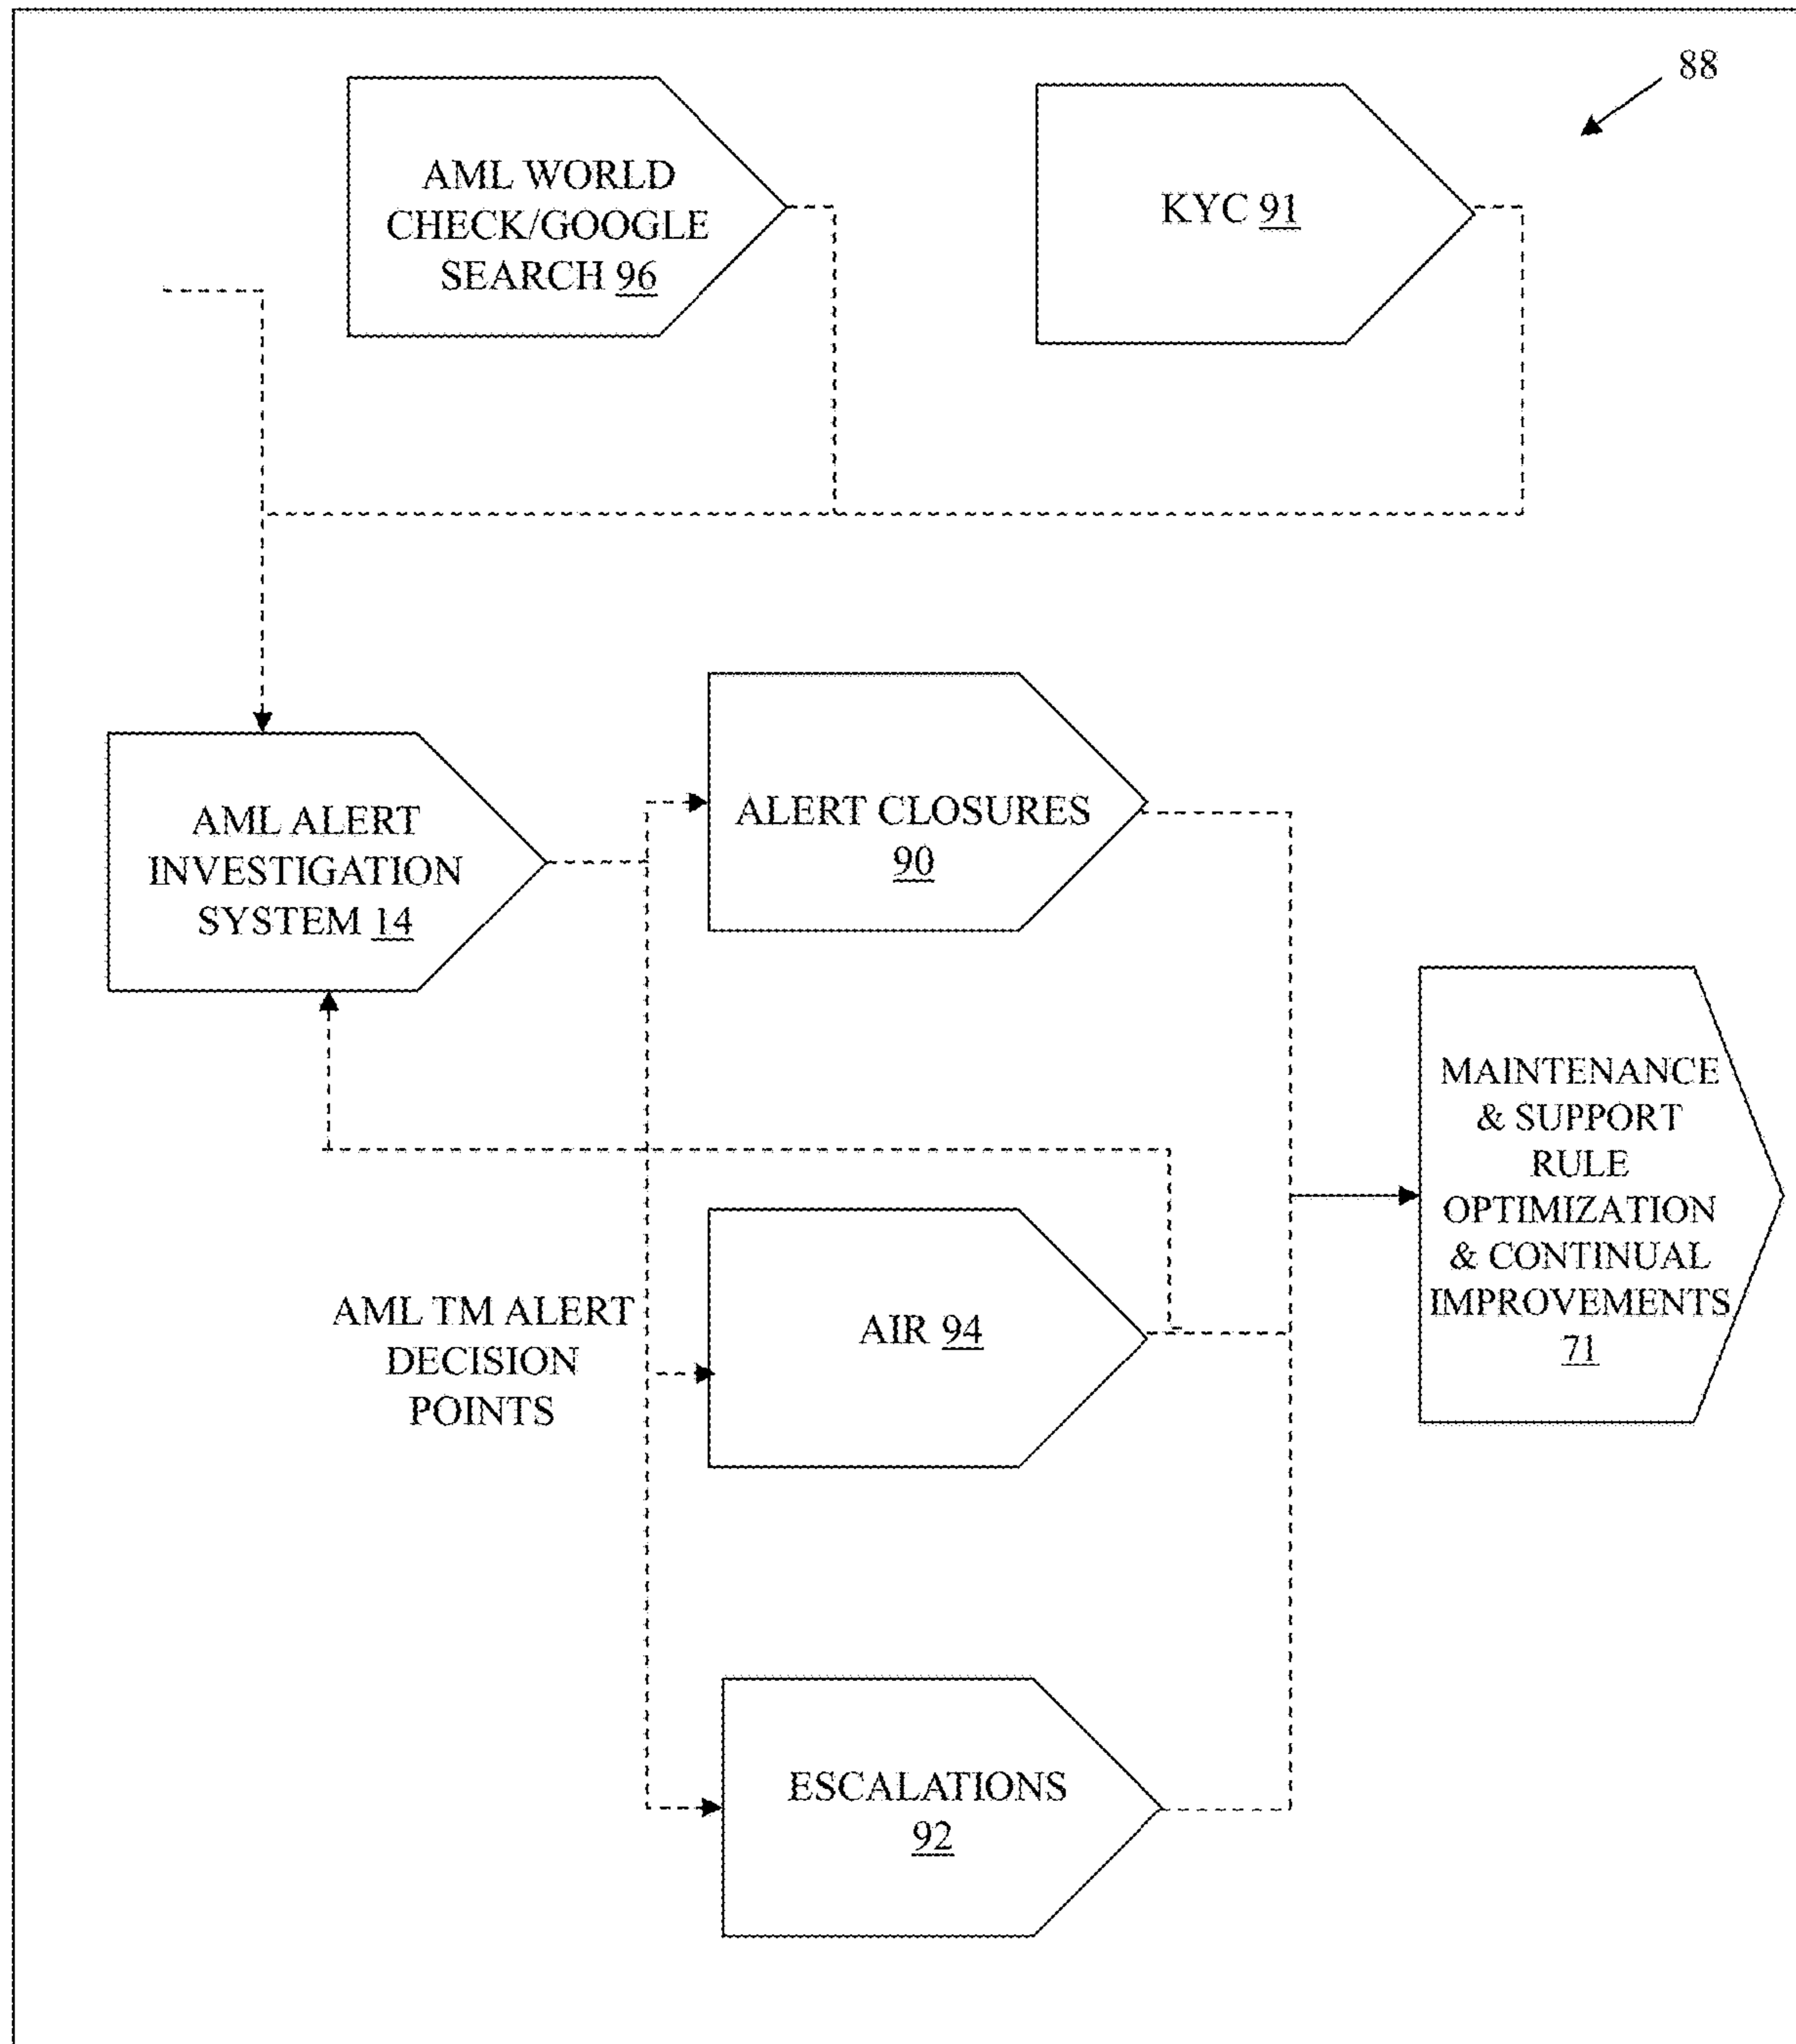 88
AML WORLD
CHECK/GOOGLE
SEARCH 96
KYC 91
AML ALERT
INVESTIGATION
SYSTEM 14
ALERT CLOSURES
90
MAINTENANCE
& SUPPORT
RULE
OPTIMIZATION
& CONTINUAL
IMPROVEMENTS
71
AML TM ALERT
DECISION
POINTS
AIR 94
ESCALATIONS
92